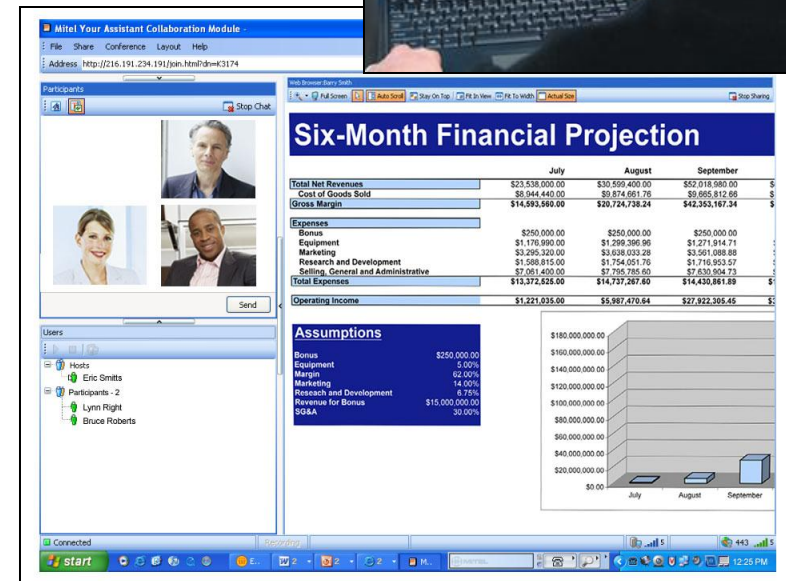 Mitel Your Assistant Collaboration Module -
File Share Conference Layout Help
Address http://216.191.234.191/join.html?dn=K3174
Participants
Stop Chat
Send
Users
Hosts
Eric Smitts
Participants - 2
Lynn Right
Bruce Roberts
Web Browser:Barry Smith
Full Screen Auto Scroll Stay On Top Fit In View Fit To Width Actual Size Stop Sharing
Six-Month Financial Projection
July August September
Total Net Revenues $23,538,000.00 $30,599,400.00 $52,018,980.00 $
Cost of Goods Sold $8,944,440.00 $9,874,661.76 $9,665,812.66 $
Gross Margin $14,593,560.00 $20,724,738.24 $42,353,167.34 $
Expenses
Bonus $250,000.00 $250,000.00 $250,000.00
Equipment $1,176,990.00 $1,299,396.96 $1,271,914.71
Marketing $3,295,320.00 $3,638,033.28 $3,561,088.88
Research and Development $1,588,815.00 $1,754,051.76 $1,716,953.57
Selling, General and Administrative $7,061,400.00 $7,795,785.60 $7,630,904.73
Total Expenses $13,372,525.00 $14,737,267.60 $14,430,861.89
Operating Income $1,221,035.00 $5,987,470.64 $27,922,305.45
Assumptions
Bonus $250,000.00
Equipment 5.00%
Margin 62.00%
Marketing 14.00%
Reseach and Development 6.75%
Revenue for Bonus $15,000,000.00
SG&A 30.00%
$180,000,000.00
$160,000,000.00
$140,000,000.00
$120,000,000.00
$100,000,000.00
$80,000,000.00
$60,000,000.00
$40,000,000.00
$20,000,000.00
$0.00
July August September
Connected Recording 5 443 5
start E.. 2 2 2 M.. 12:25 PM